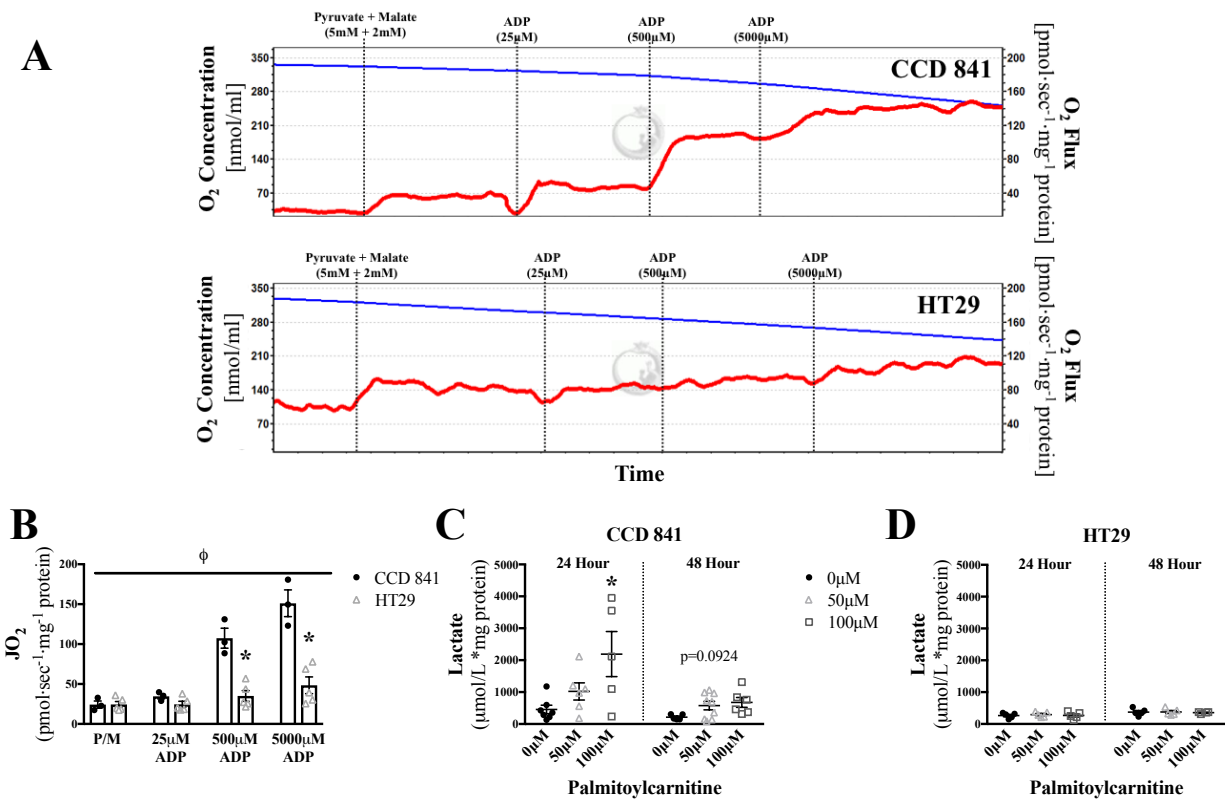 A
Pyruvate + Malate
(5mM + 2mM)
ADP
(25μM)
ADP
(500μM)
ADP
(5000μM)
CCD 841
O2 Concentration
[nmol/ml]
350
280
210
140
70
200
160
120
80
40
O2 Flux
[pmol·sec-1·mg-1 protein]
Pyruvate + Malate
(5mM + 2mM)
ADP
(25μM)
ADP
(500μM)
ADP
(5000μM)
HT29
O2 Concentration
[nmol/ml]
350
280
210
140
70
200
160
120
80
40
O2 Flux
[pmol·sec-1·mg-1 protein]
Time
B
JO2
(pmol·sec-1·mg-1 protein)
200
150
100
50
0
ϕ
*
*
CCD 841
HT29
P/M
25μM
ADP
500μM
ADP
5000μM
ADP
C
CCD 841
24 Hour
48 Hour
Lactate
(μmol/L *mg protein)
5000
4000
3000
2000
1000
0
*
p=0.0924
0μM
50μM
100μM
0μM
50μM
100μM
Palmitoylcarnitine
0μM
50μM
100μM
D
HT29
24 Hour
48 Hour
Lactate
(μmol/L *mg protein)
5000
4000
3000
2000
1000
0
0μM
50μM
100μM
0μM
50μM
100μM
Palmitoylcarnitine